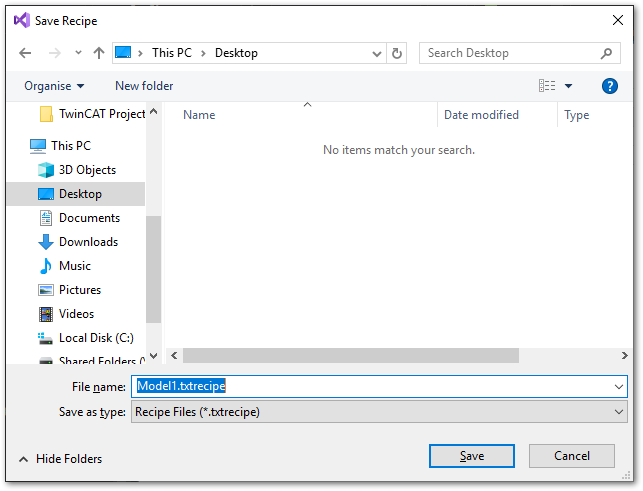 Save Recipe
This PC
Desktop
Search Desktop
Organise
New folder
?
TwinCAT Project
This PC
3D Objects
Desktop
Documents
Downloads
Music
Pictures
Videos
Local Disk (C:)
Shared Folders
Name
Date modified
Type
No items match your search.
File name:
Model1.txtrecipe
Save as type:
Recipe Files (*.txtrecipe)
Hide Folders
Save
Cancel